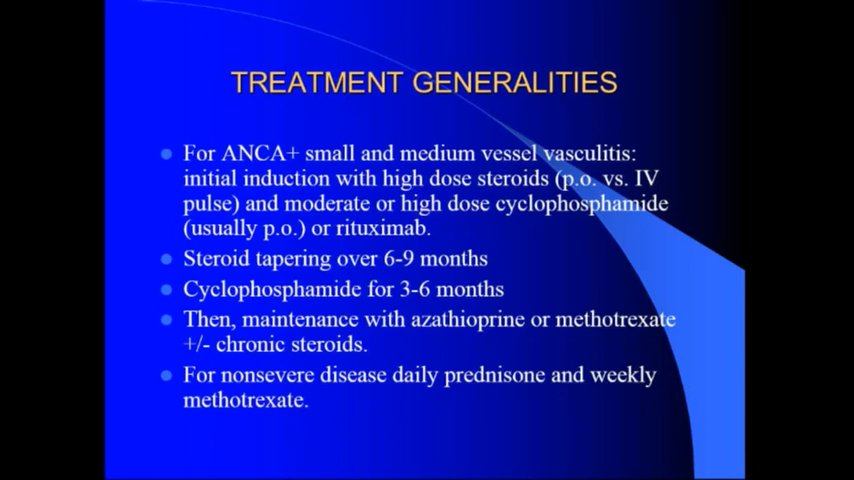 TREATMENT GENERALITIES
For ANCA+ small and medium vessel vasculitis:
initial induction with high dose steroids (p.o. vs. IV
pulse) and moderate or high dose cyclophosphamide
(usually p.o.) or rituximab.
Steroid tapering over 6-9 months
Cyclophosphamide for 3-6 months
Then, maintenance with azathioprine or methotrexate
+/- chronic steroids.
For nonsevere disease daily prednisone and weekly
methotrexate.